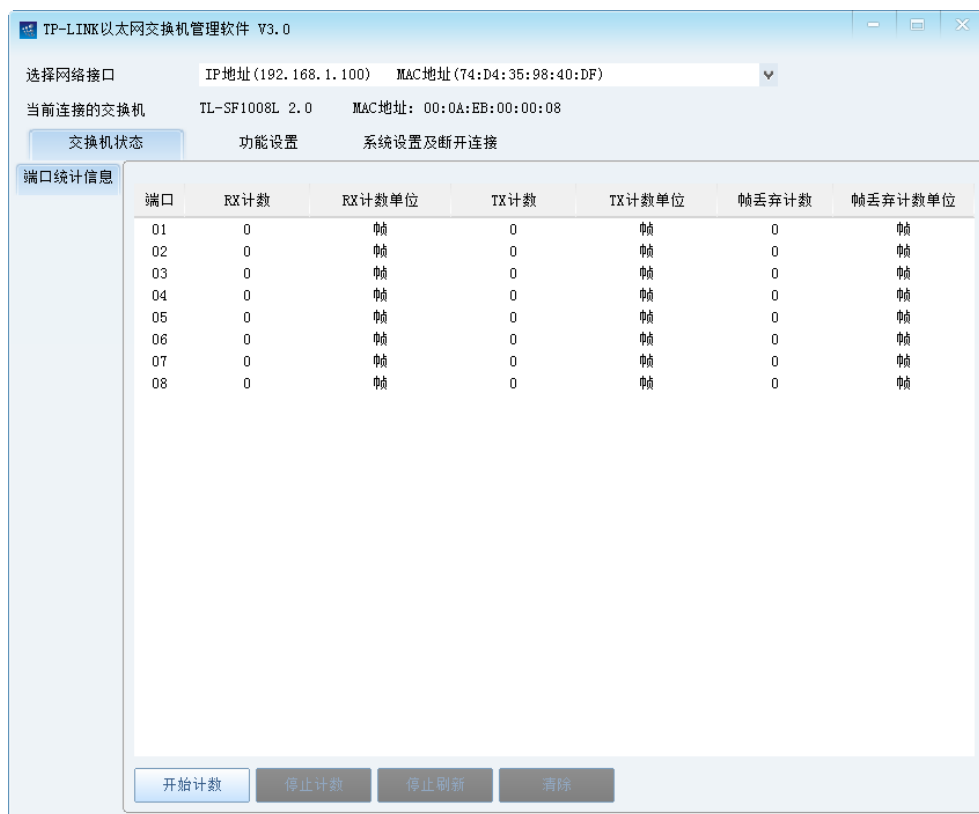 TP-LINK以太网交换机管理软件 V3.0
选择网络接口 IP地址(192.168.1.100) MAC地址(74:D4:35:98:40:DF)
当前连接的交换机 TL-SF1008L 2.0 MAC地址: 00:0A:EB:00:00:08
交换机状态 功能设置 系统设置及断开连接
端口统计信息
端口 RX计数 RX计数单位 TX计数 TX计数单位 帧丢弃计数 帧丢弃计数单位
01 0 帧 0 帧 0 帧
02 0 帧 0 帧 0 帧
03 0 帧 0 帧 0 帧
04 0 帧 0 帧 0 帧
05 0 帧 0 帧 0 帧
06 0 帧 0 帧 0 帧
07 0 帧 0 帧 0 帧
08 0 帧 0 帧 0 帧
开始计数 停止计数 停止刷新 清除